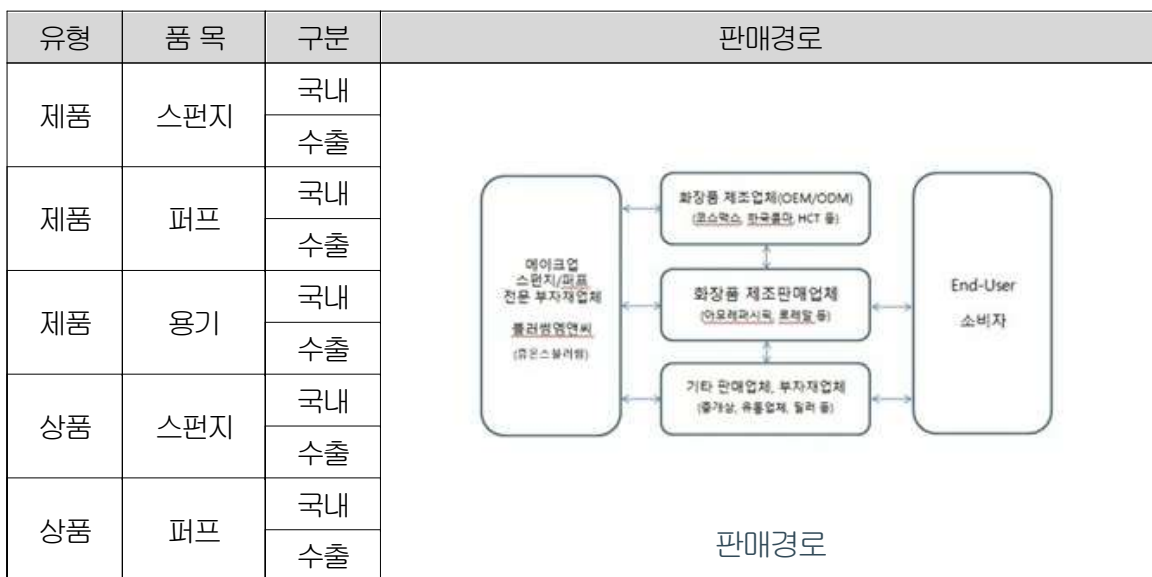 유형 품 목 구분 판매경로
제품 스펀지 국내
수출
제품 퍼프 국내
수출
제품 용기 국내
수출
상품 스펀지 국내
수출
상품 퍼프 국내
수출
메이크업
스펀지/퍼프
전문 부자재업체
블러썸엠앤씨
화장품 제조업체(OEM/ODM)
(코스맥스, 한국콜마, HCT 등)
화장품 제조판매업체
(아모레퍼시픽, 로레알 등)
기타 판매업체, 부자재업체
(중개상, 유통업체, 딜러 등)
End-User
소비자
판매경로